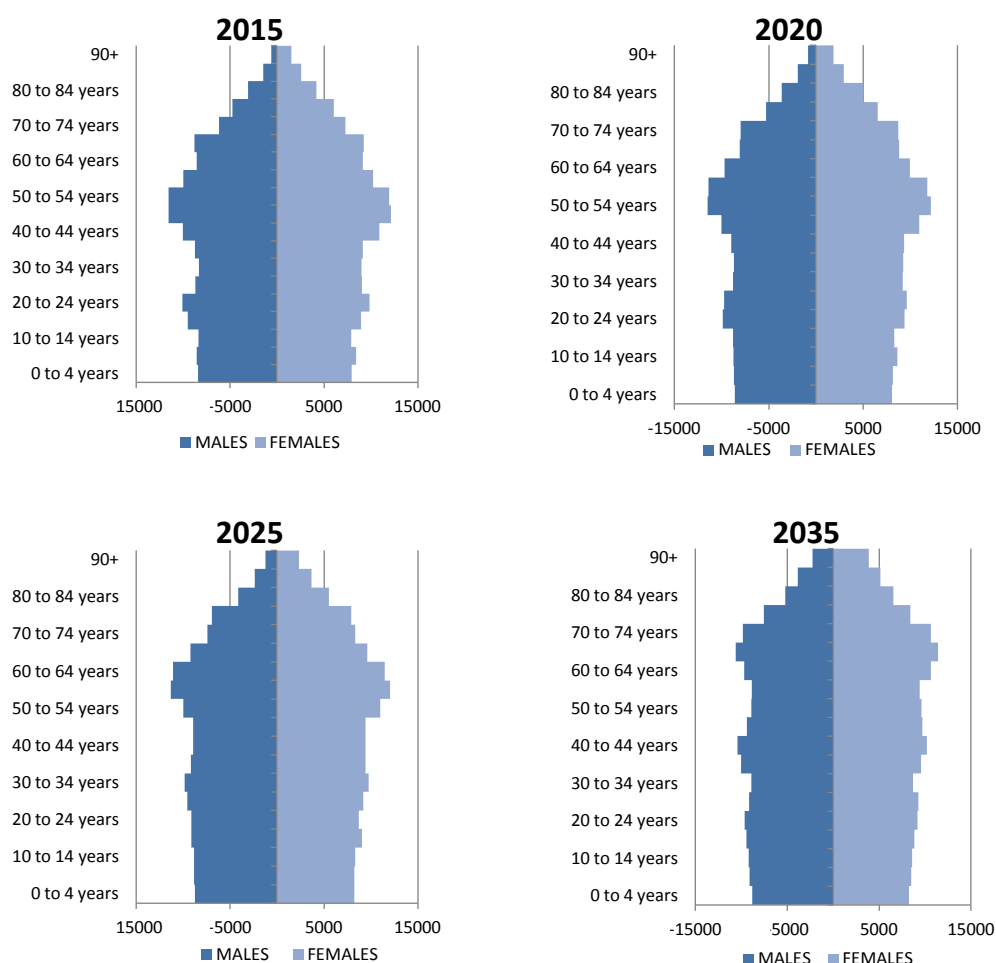 2015
90+
80 to 84 years
70 to 74 years
60 to 64 years
50 to 54 years
40 to 44 years
30 to 34 years
20 to 24 years
10 to 14 years
0 to 4 years
15000 -5000 5000 15000
MALES FEMALES
2020
90+
80 to 84 years
70 to 74 years
60 to 64 years
50 to 54 years
40 to 44 years
30 to 34 years
20 to 24 years
10 to 14 years
0 to 4 years
-15000 -5000 5000 15000
MALES FEMALES
2025
90+
80 to 84 years
70 to 74 years
60 to 64 years
50 to 54 years
40 to 44 years
30 to 34 years
20 to 24 years
10 to 14 years
0 to 4 years
15000 -5000 5000 15000
MALES FEMALES
2035
90+
80 to 84 years
70 to 74 years
60 to 64 years
50 to 54 years
40 to 44 years
30 to 34 years
20 to 24 years
10 to 14 years
0 to 4 years
-15000 -5000 5000 15000
MALES FEMALES